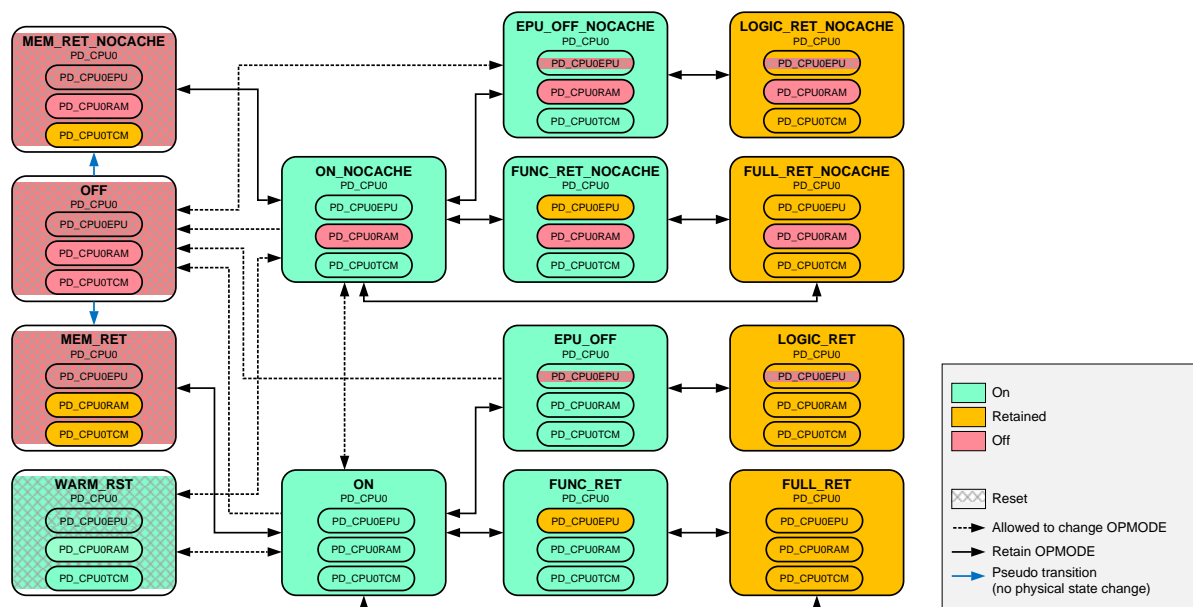 MEM_RET_NOCACHE
PD_CPU0
PD_CPU0EPU
PD_CPU0RAM
PD_CPU0TCM
OFF
PD_CPU0
PD_CPU0EPU
PD_CPU0RAM
PD_CPU0TCM
MEM_RET
PD_CPU0
PD_CPU0EPU
PD_CPU0RAM
PD_CPU0TCM
WARM_RST
PD_CPU0
PD_CPU0EPU
PD_CPU0RAM
PD_CPU0TCM
ON_NOCACHE
PD_CPU0
PD_CPU0EPU
PD_CPU0RAM
PD_CPU0TCM
ON
PD_CPU0
PD_CPU0EPU
PD_CPU0RAM
PD_CPU0TCM
EPU_OFF_NOCACHE
PD_CPU0
PD_CPU0EPU
PD_CPU0RAM
PD_CPU0TCM
FUNC_RET_NOCACHE
PD_CPU0
PD_CPU0EPU
PD_CPU0RAM
PD_CPU0TCM
EPU_OFF
PD_CPU0
PD_CPU0EPU
PD_CPU0RAM
PD_CPU0TCM
FUNC_RET
PD_CPU0
PD_CPU0EPU
PD_CPU0RAM
PD_CPU0TCM
LOGIC_RET_NOCACHE
PD_CPU0
PD_CPU0EPU
PD_CPU0RAM
PD_CPU0TCM
FULL_RET_NOCACHE
PD_CPU0
PD_CPU0EPU
PD_CPU0RAM
PD_CPU0TCM
LOGIC_RET
PD_CPU0
PD_CPU0EPU
PD_CPU0RAM
PD_CPU0TCM
FULL_RET
PD_CPU0
PD_CPU0EPU
PD_CPU0RAM
PD_CPU0TCM
On
Retained
Off
Reset
Allowed to change OPMODE
Retain OPMODE
Pseudo transition
(no physical state change)